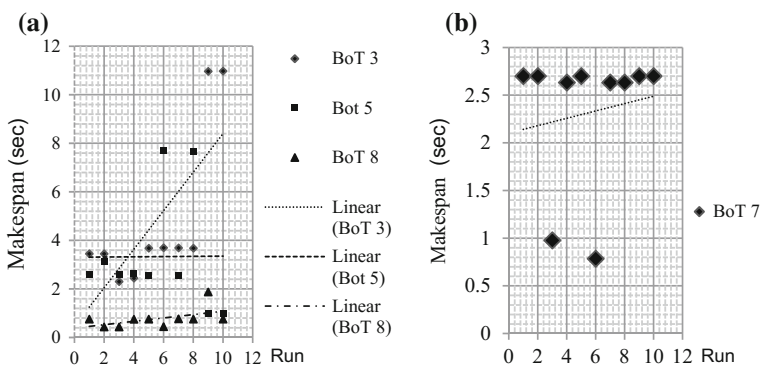 (a)
12
10
8
6
4
2
0
Makespan (sec)
0 2 4 6 8 10 12 Run
BoT 3
Bot 5
BoT 8
Linear
(BoT 3)
Linear
(Bot 5)
Linear
(BoT 8)
(b)
3
2.5
2
1.5
1
0.5
0
Makespan (sec)
0 2 4 6 8 10 12 Run
BoT 7